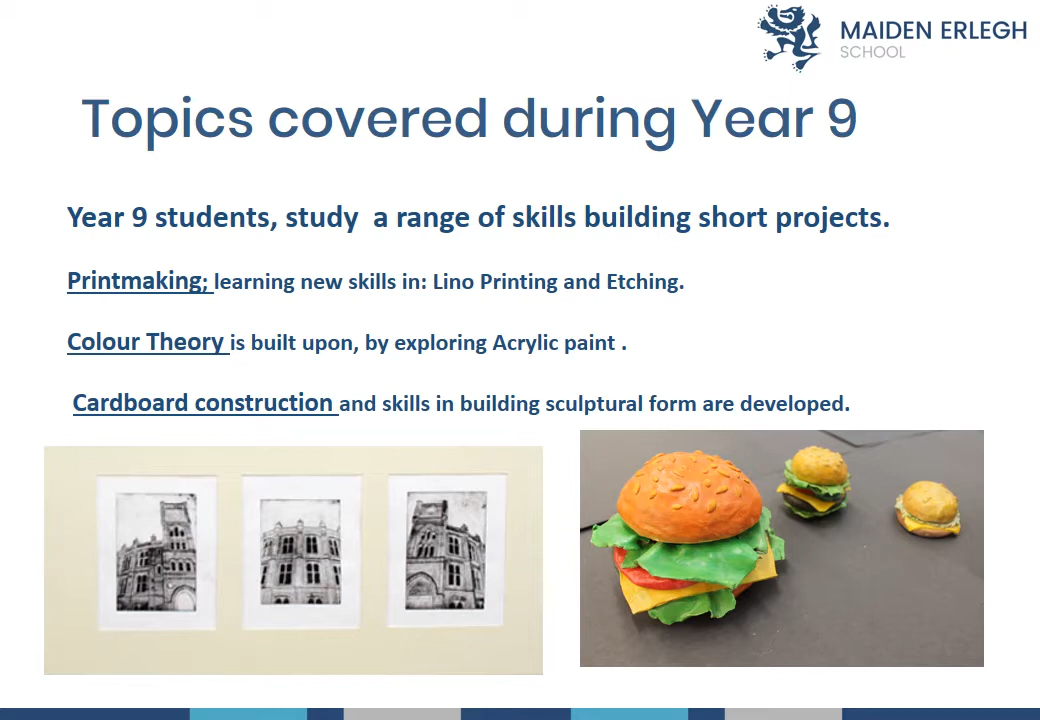 MAIDEN ERLEGH
SCHOOL
Topics covered during Year 9
Year 9 students, study  a range of skills building short projects.
Printmaking; learning new skills in: Lino Printing and Etching.
Colour Theory is built upon, by exploring Acrylic paint .
Cardboard construction and skills in building sculptural form are developed.